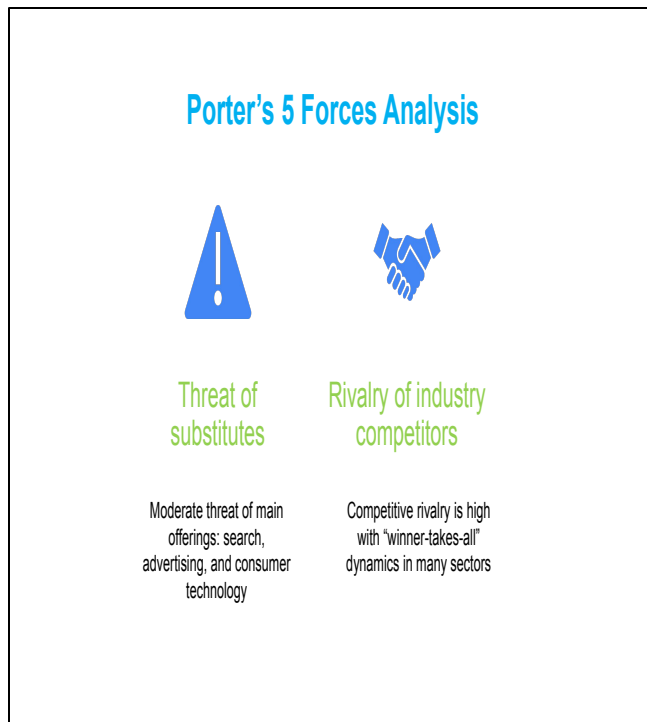 Porter’s 5 Forces Analysis
Threat of
substitutes
Rivalry of industry
competitors
Moderate threat of main
offerings: search,
advertising, and consumer
technology
Competitive rivalry is high
with “winner-takes-all”
dynamics in many sectors